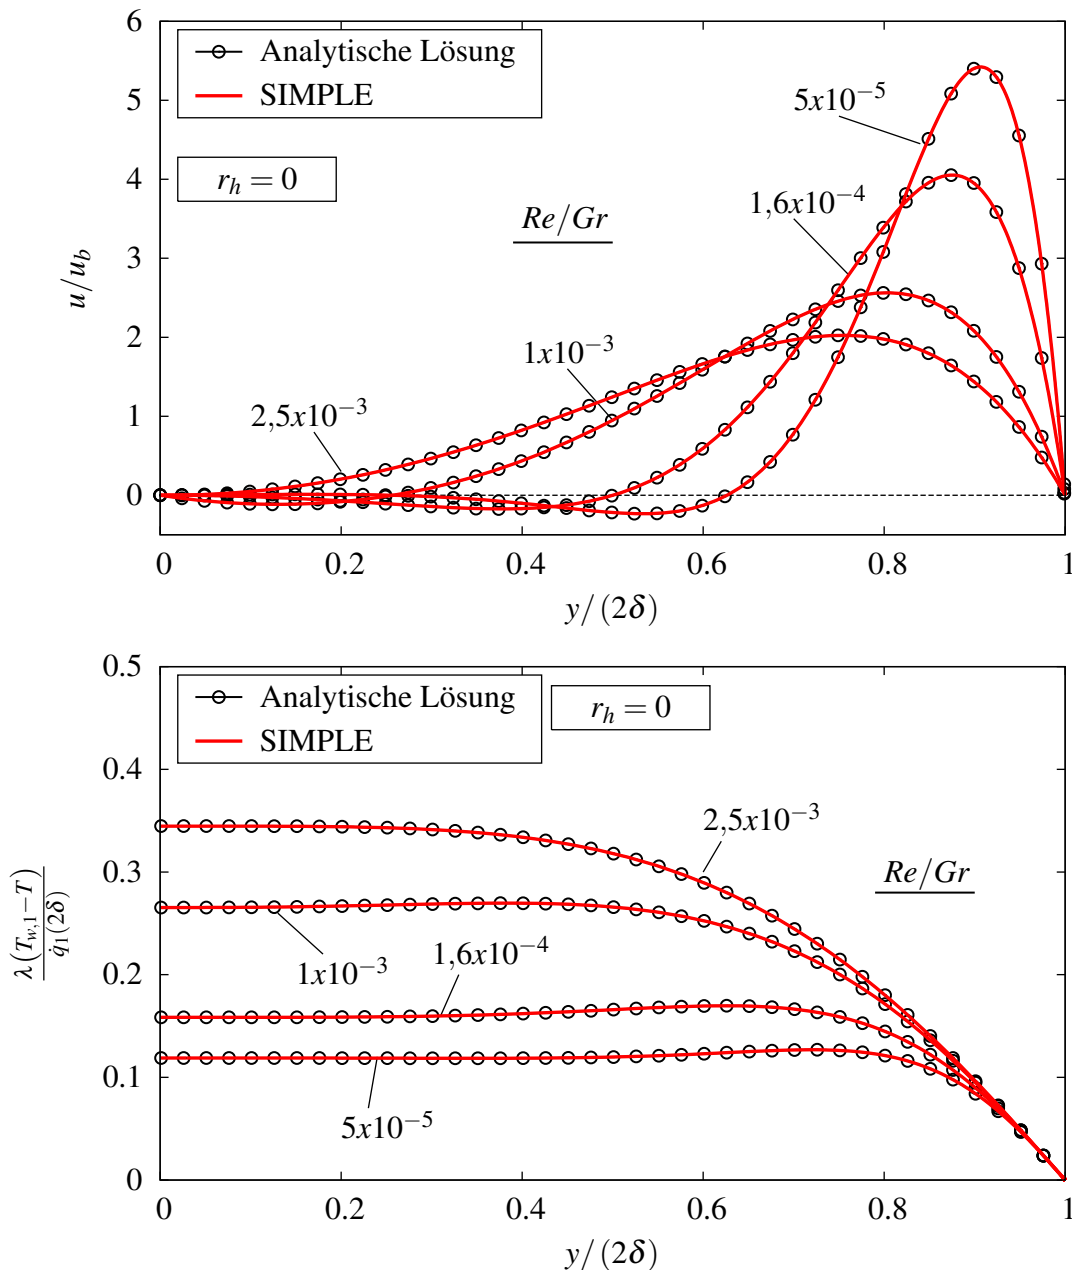 6
5
4
3
2
1
0
u/u_b
Analytische Lösung
SIMPLE
r_h = 0
Re/Gr
5x10⁻⁵
1,6x10⁻⁴
1x10⁻³
2,5x10⁻³
0 0.2 0.4 0.6 0.8 1
y/(2δ)
0.5
0.4
0.3
0.2
0.1
0
λ(T_{w,1}−T)
q̇₁(2δ)
Analytische Lösung
SIMPLE
r_h = 0
2,5x10⁻³
Re/Gr
1x10⁻³
1,6x10⁻⁴
5x10⁻⁵
0 0.2 0.4 0.6 0.8 1
y/(2δ)